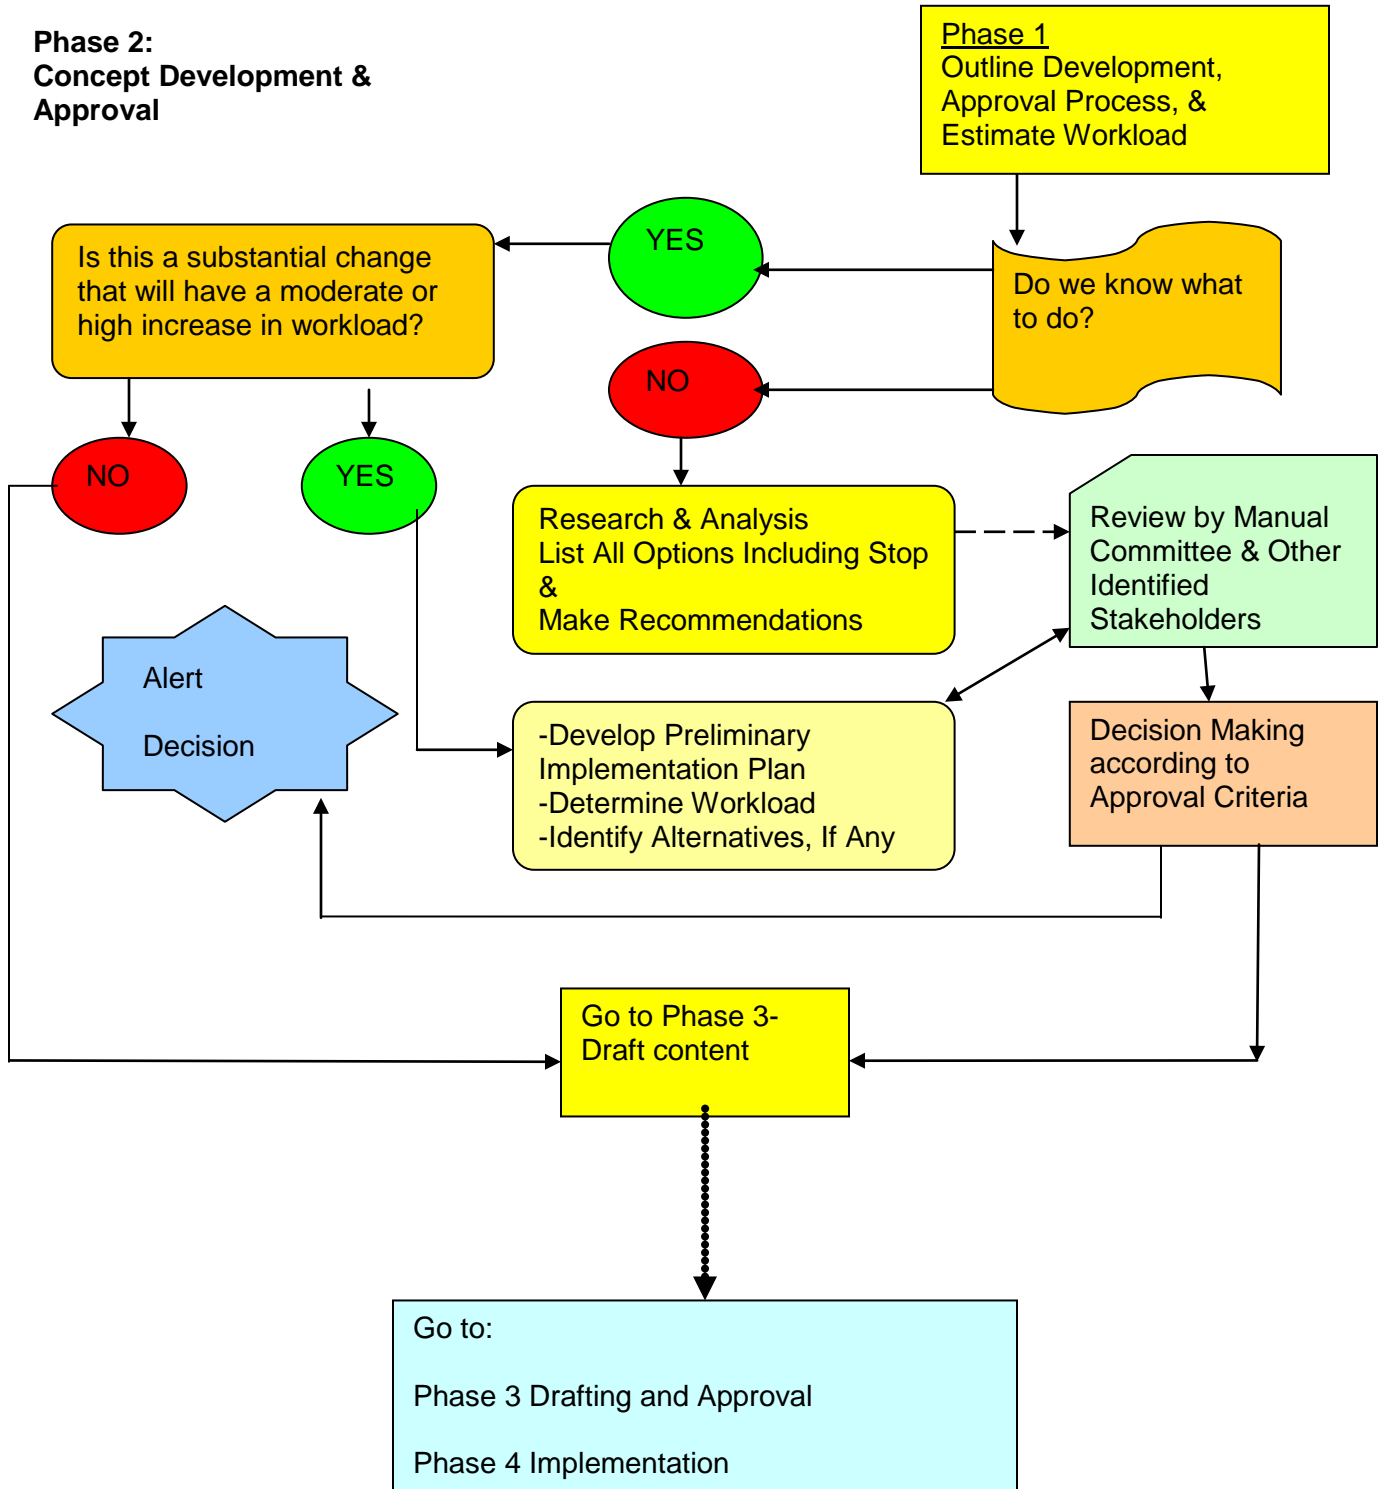 Phase 2:
Concept Development &
Approval
Phase 1
Outline Development,
Approval Process, &
Estimate Workload
YES
Is this a substantial change
that will have a moderate or
high increase in workload?
Do we know what
to do?
NO
NO
YES
Research & Analysis
List All Options Including Stop
&
Make Recommendations
Review by Manual
Committee & Other
Identified
Stakeholders
Alert
Decision
-Develop Preliminary
Implementation Plan
-Determine Workload
-Identify Alternatives, If Any
Decision Making
according to
Approval Criteria
Go to Phase 3-
Draft content
Go to:
Phase 3 Drafting and Approval
Phase 4 Implementation